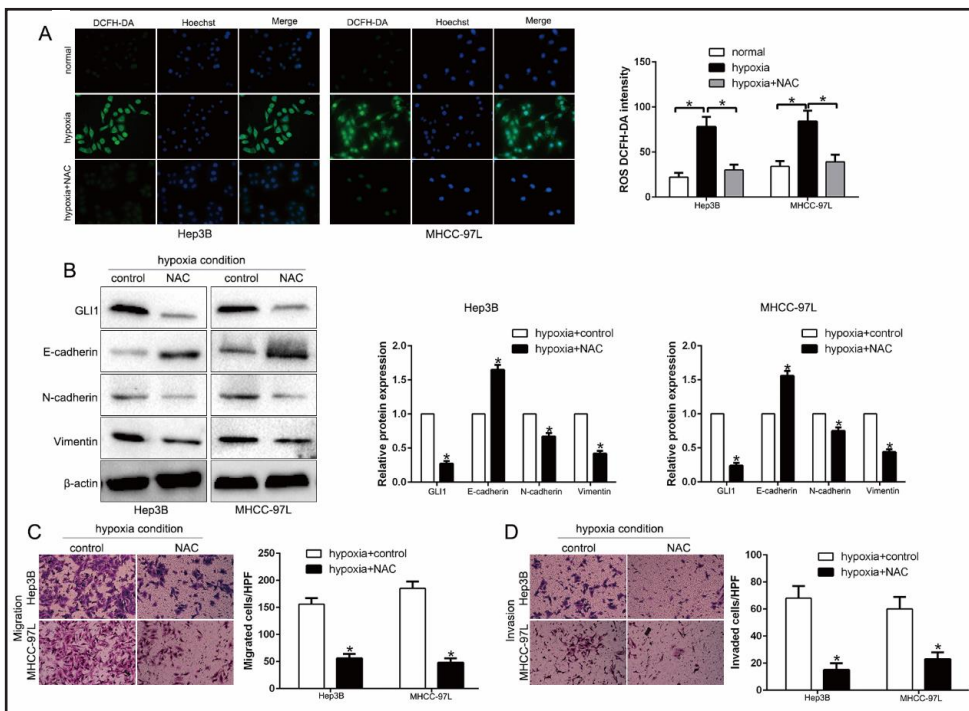 A
DCFH-DA Hoechst Merge
DCFH-DA Hoechst Merge
normal
hypoxia
hypoxia+NAC
Hep3B
MHCC-97L
normal
hypoxia
hypoxia+NAC
ROS DCFH-DA intensity
150
100
50
0
* * * *
Hep3B MHCC-97L
B
hypoxia condition
control NAC control NAC
GLI1
E-cadherin
N-cadherin
Vimentin
β-actin
Hep3B MHCC-97L
Hep3B
hypoxia+control
hypoxia+NAC
Relative protein expression
2.0
1.5
1.0
0.5
0.0
* * * *
GLI1 E-cadherin N-cadherin Vimentin
MHCC-97L
hypoxia+control
hypoxia+NAC
Relative protein expression
2.0
1.5
1.0
0.5
0.0
* * * *
GLI1 E-cadherin N-cadherin Vimentin
C
hypoxia condition
control NAC
Migration
Hep3B
MHCC-97L
hypoxia+control
hypoxia+NAC
Migrated cells/HPF
250
200
150
100
50
0
* *
Hep3B MHCC-97L
D
hypoxia condition
control NAC
Invasion
Hep3B
MHCC-97L
hypoxia+control
hypoxia+NAC
Invaded cells/HPF
100
80
60
40
20
0
* *
Hep3B MHCC-97L